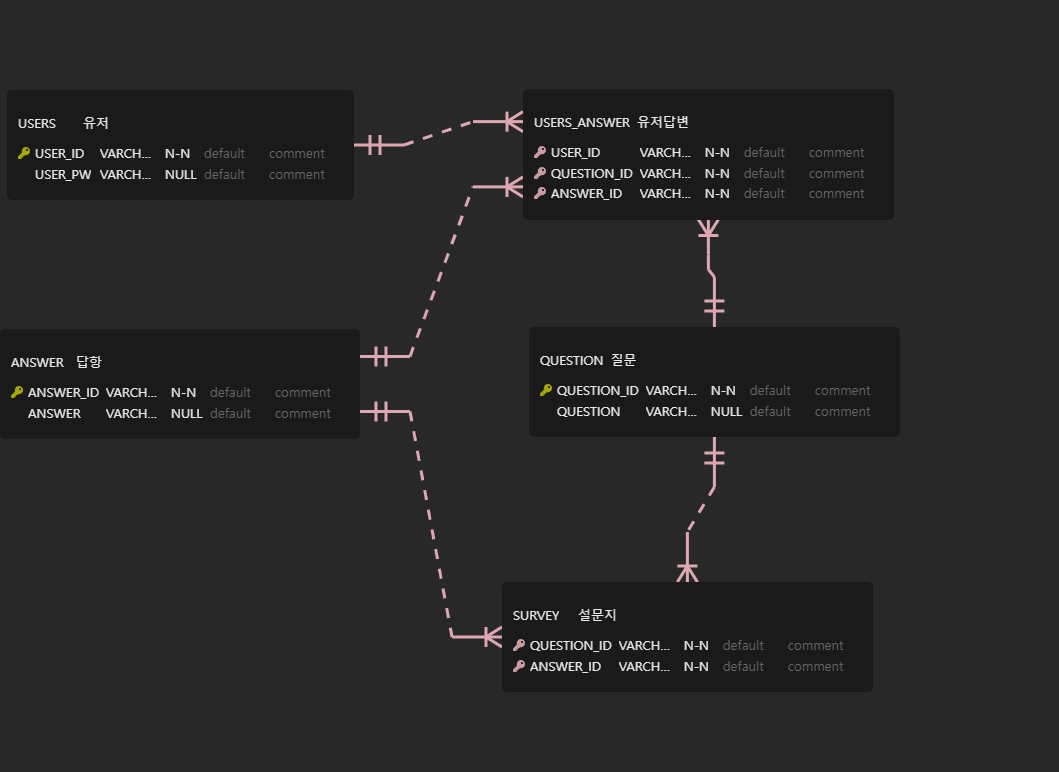 USERS 유저
USER_ID VARCH... N-N default comment
USER_PW VARCH... NULL default comment
USERS_ANSWER 유저답변
USER_ID VARCH... N-N default comment
QUESTION_ID VARCH... N-N default comment
ANSWER_ID VARCH... N-N default comment
ANSWER 답항
ANSWER_ID VARCH... N-N default comment
ANSWER VARCH... NULL default comment
QUESTION 질문
QUESTION_ID VARCH... N-N default comment
QUESTION VARCH... NULL default comment
SURVEY 설문지
QUESTION_ID VARCH... N-N default comment
ANSWER_ID VARCH... N-N default comment